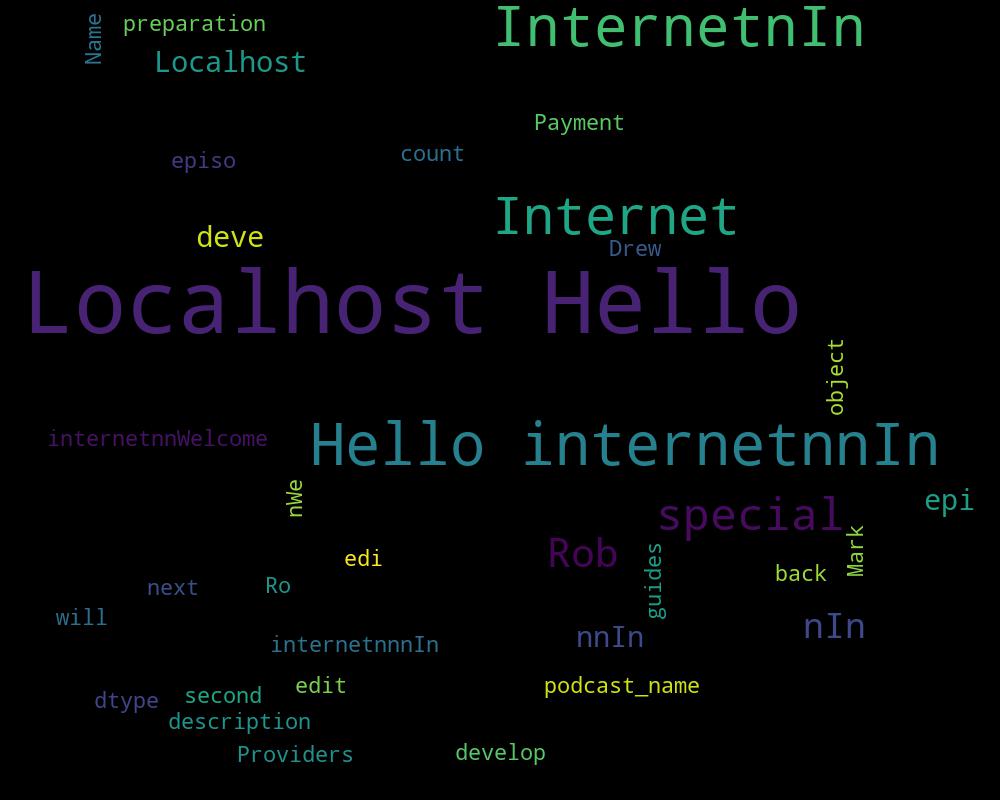 InternetnIn
Name
preparation
Localhost
Payment
episo
count
Internet
deve
Drew
Localhost Hello
object
internetnnWelcome
Hello internetnnIn
nWe
special
epi
Rob
guides
Mark
edi
back
next
Ro
will
nnIn
nIn
internetnnnIn
edit
podcast_name
dtype
second
description
Providers
develop